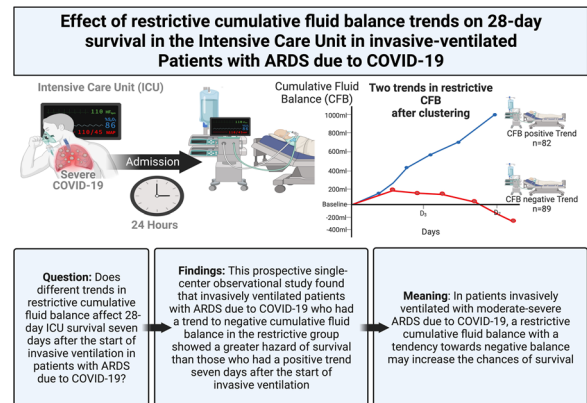 Effect of restrictive cumulative fluid balance trends on 28-day
survival in the Intensive Care Unit in invasive-ventilated
Patients with ARDS due to COVID-19
Intensive Care Unit (ICU)
Severe
COVID-19
Admission
24 Hours
Cumulative Fluid
Balance (CFB)
Two trends in restrictive
CFB
after clustering
1000ml
800ml
600ml
400ml
200ml
Baseline
-200ml
-400ml
Days
CFB positive Trend
n=82
CFB negative Trend
n=89
Question: Does
different trends in
restrictive cumulative
fluid balance affect 28-
day ICU survival seven
days after the start of
invasive ventilation in
patients with ARDS
due to COVID-19?
Findings: This prospective single-
center observational study found
that invasively ventilated patients
with ARDS due to COVID-19 who had
a trend to negative cumulative fluid
balance in the restrictive group
showed a greater hazard of survival
than those who had a positive trend
seven days after the start of
invasive ventilation
Meaning: In patients invasively
ventilated with moderate-severe
ARDS due to COVID-19, a restrictive
cumulative fluid balance with a
tendency towards negative balance
may increase the chances of survival